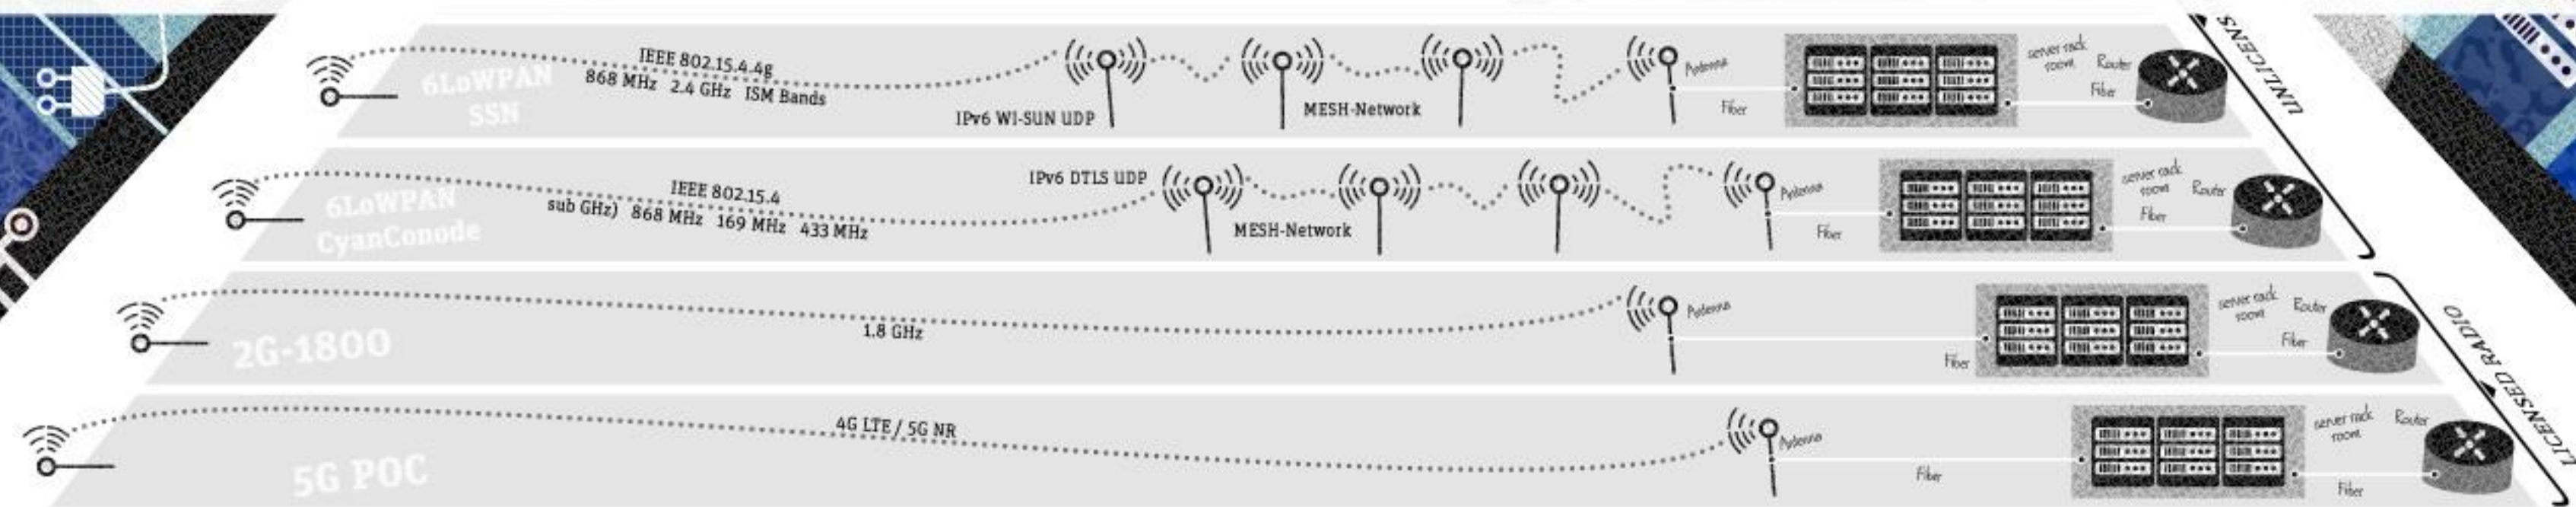 IEEE 802.15.4.4g
868 MHz 2.4 GHz ISM Bands
6LoWPAN
SSN
IPv6 WI-SUN UDP
MESH-Network
Antenna
Fiber
server rack
room
Router
Fiber
UNLICENS
IEEE 802.15.4
sub GHz) 868 MHz 169 MHz 433 MHz
6LoWPAN
CyanConode
IPv6 DTLS UDP
MESH-Network
Antenna
Fiber
server rack
room
Router
Fiber
2G-1800
1.8 GHz
Antenna
Fiber
server rack
room
Router
Fiber
LICENSED RADIO
5G POC
4G LTE / 5G NR
Antenna
Fiber
server rack
room
Router
Fiber